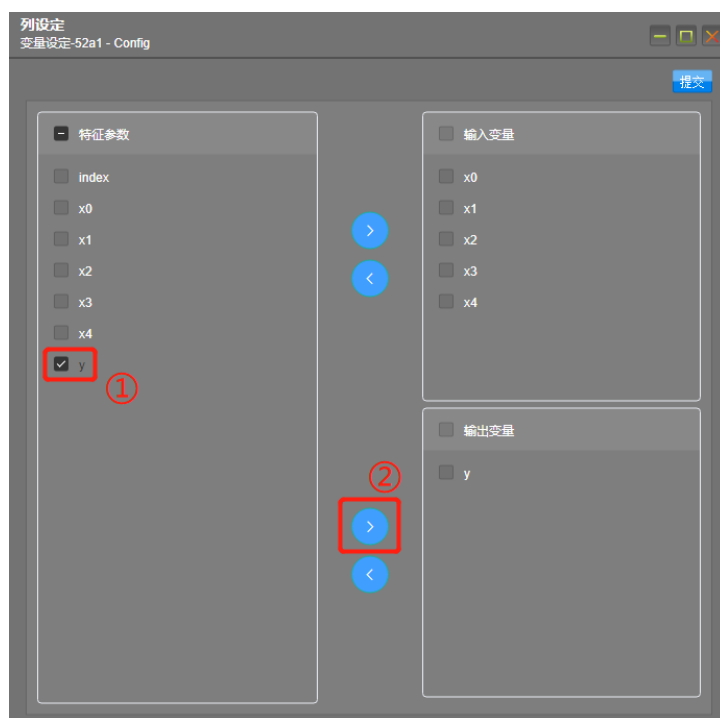 列设定
变量设定-52a1 - Config
提交
特征参数
index
x0
x1
x2
x3
x4
y
①
②
输入变量
x0
x1
x2
x3
x4
输出变量
y